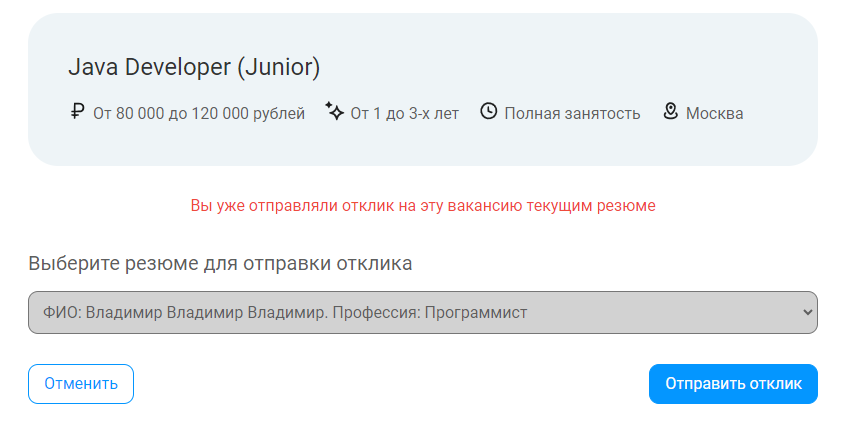 Java Developer (Junior)
От 80 000 до 120 000 рублей От 1 до 3-х лет Полная занятость Москва
Вы уже отправляли отклик на эту вакансию текущим резюме
Выберите резюме для отправки отклика
ФИО: Владимир Владимир Владимир. Профессия: Программист
Отменить Отправить отклик